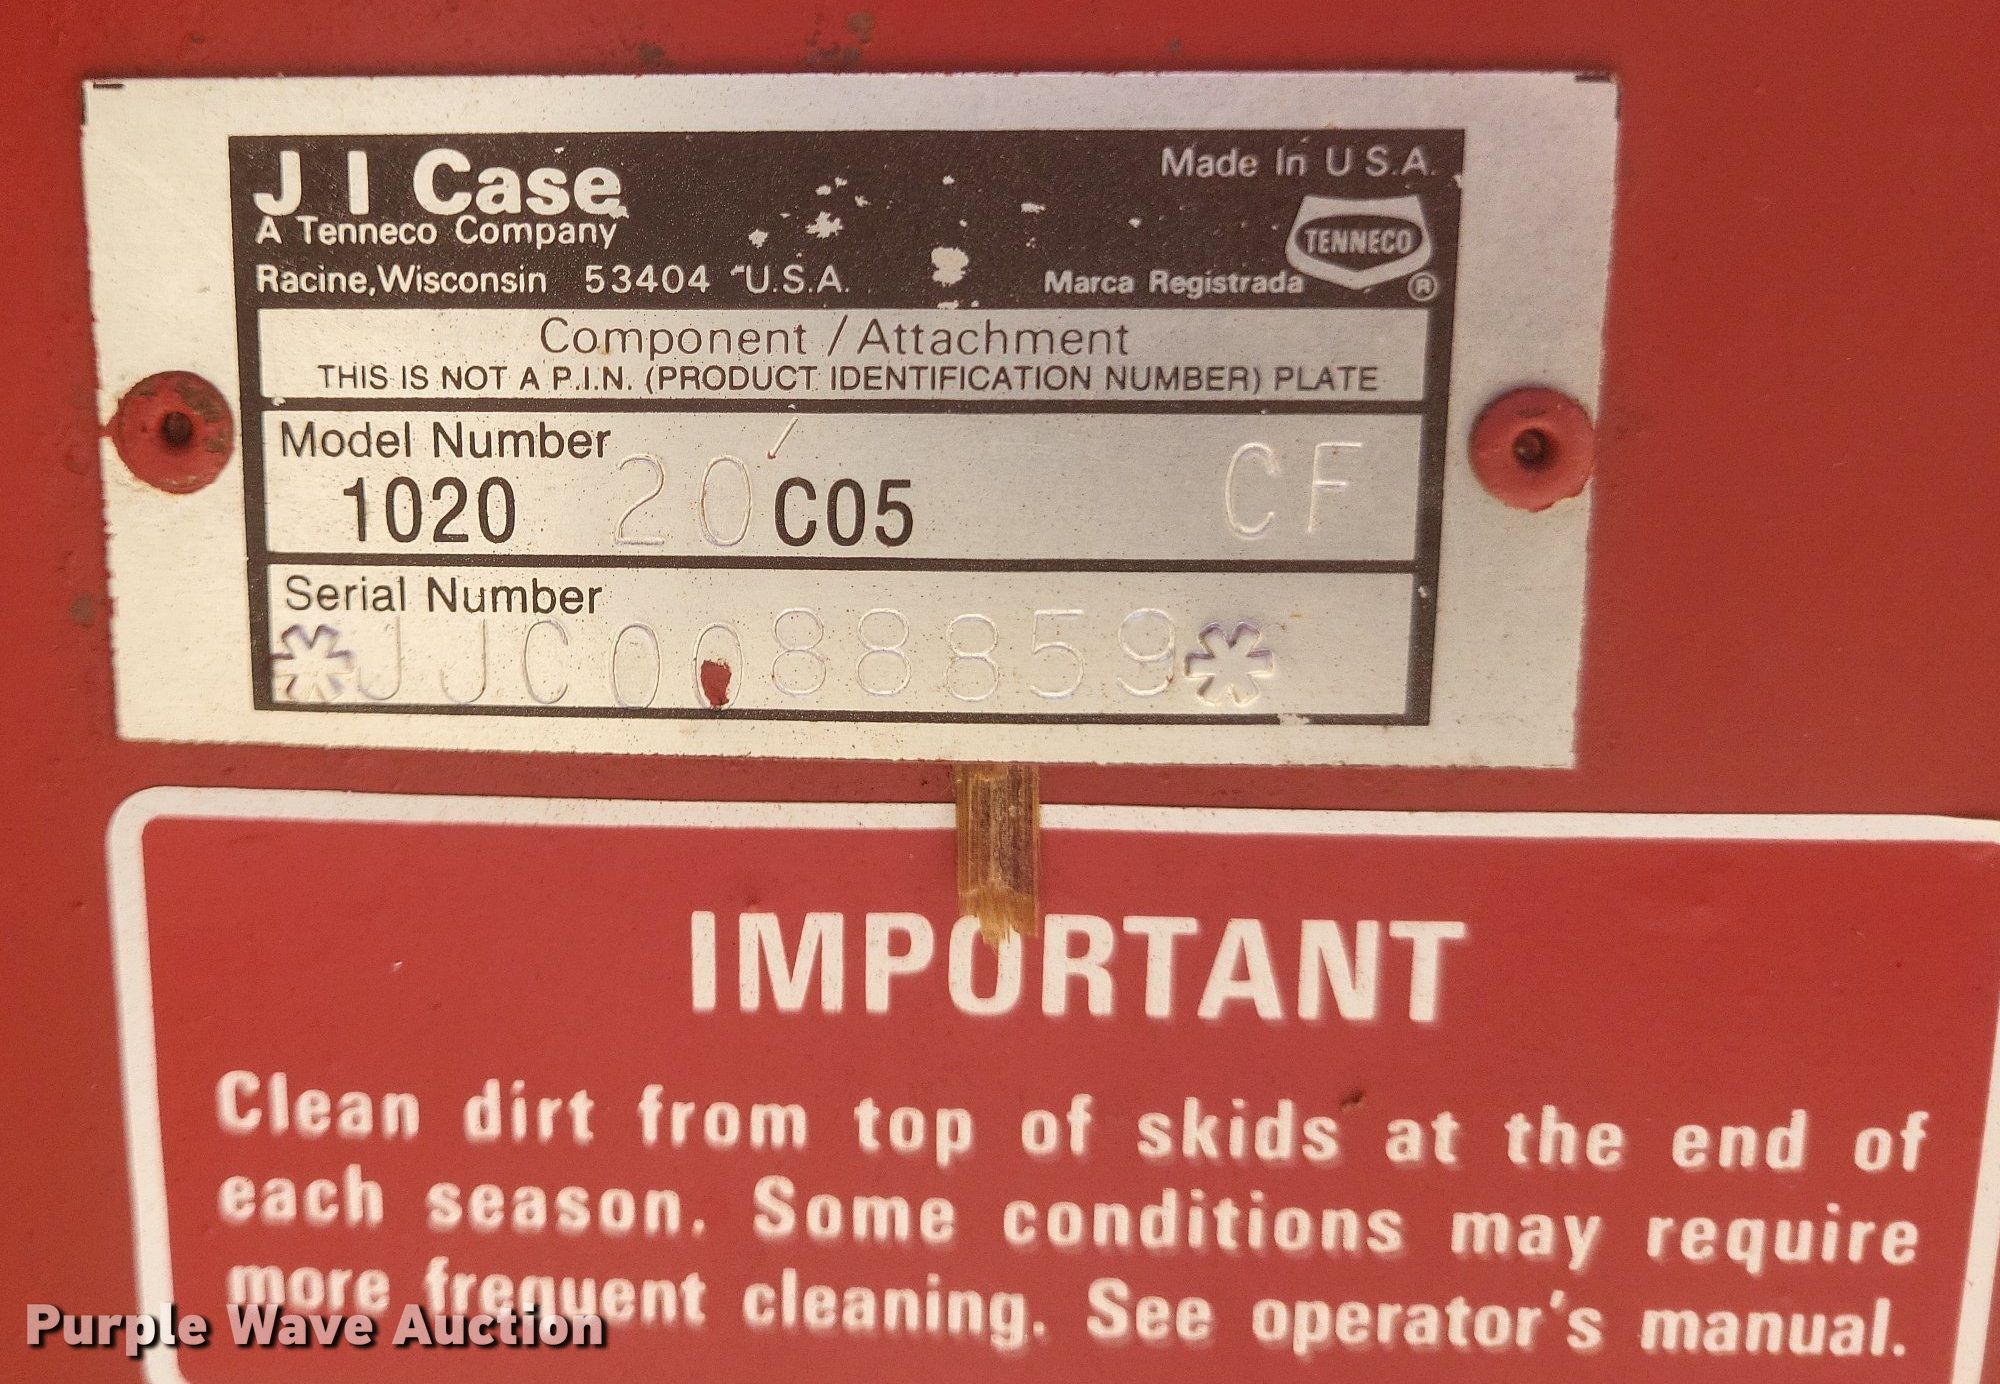 J I Case
A Tenneco Company
Racine, Wisconsin 53404 U.S.A.
Made In U S.A.
TENNECO
Marca Registrada ®
Component / Attachment
THIS IS NOT A P.I.N. (PRODUCT IDENTIFICATION NUMBER) PLATE
Model Number
1020 20 C05 CF
Serial Number
*JJC0088859*
IMPORTANT
Clean dirt from top of skids at the end of
each season. Some conditions may require
more frequent cleaning. See operator's manual.
Purple Wave Auction